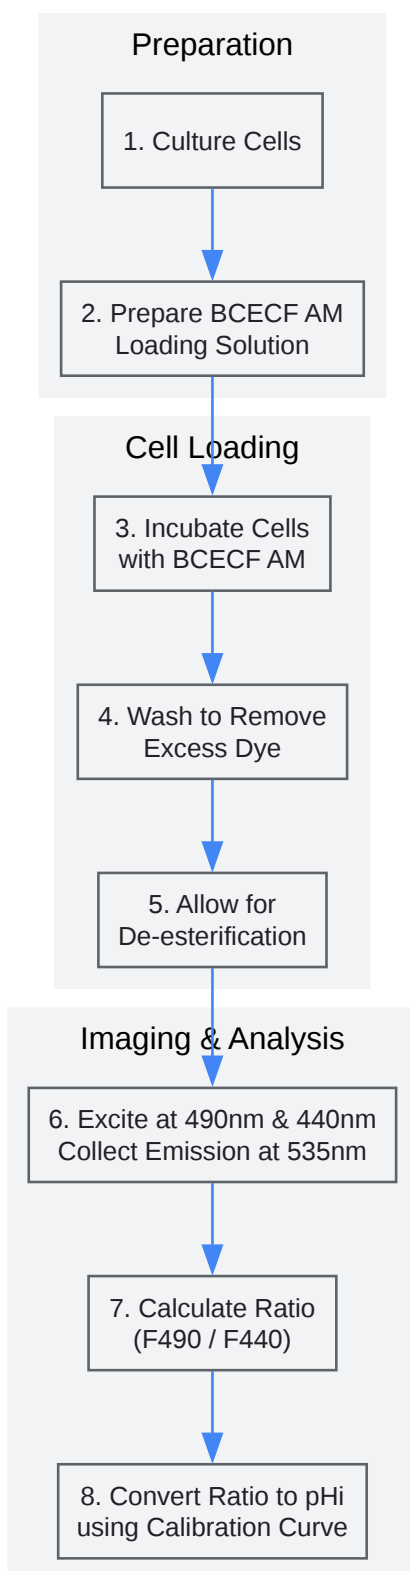 Preparation
1. Culture Cells
2. Prepare BCECF AM
Loading Solution
Cell Loading
3. Incubate Cells
with BCECF AM
4. Wash to Remove
Excess Dye
5. Allow for
De-esterification
Imaging & Analysis
6. Excite at 490nm & 440nm
Collect Emission at 535nm
7. Calculate Ratio
(F490 / F440)
8. Convert Ratio to pHi
using Calibration Curve